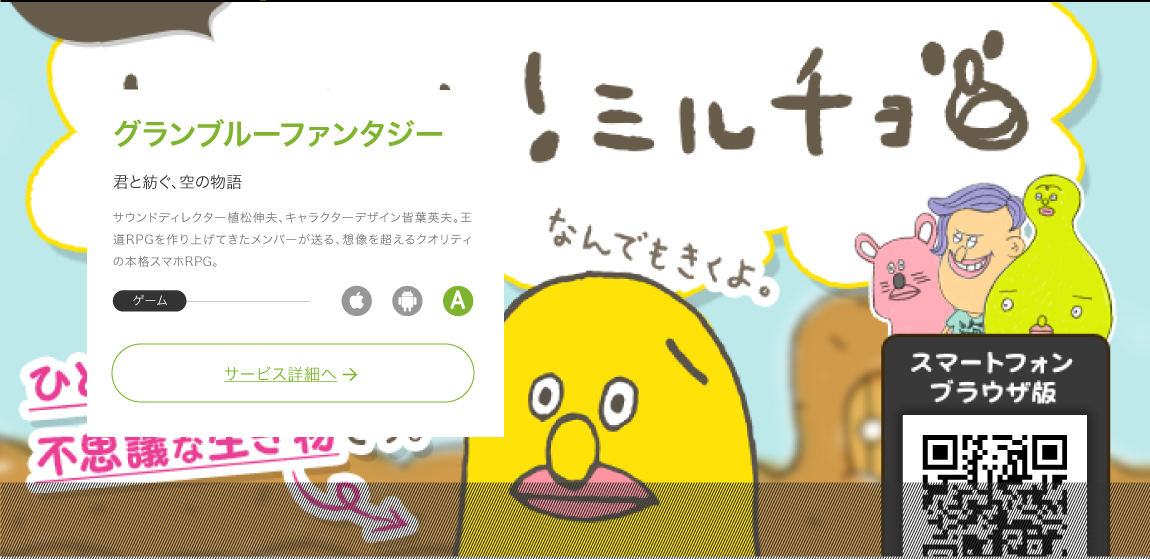 ！ミルチョ
グランブルーファンタジー
君と紡ぐ、空の物語
サウンドディレクター植松伸夫、キャラクターデザイン皆葉英夫。王
道RPGを作り上げてきたメンバーが送る、想像を超えるクオリティ
の本格スマホRPG。
なんでもきくよ。
ゲーム
A
サービス詳細へ →
ひ
不思議な生き物
スマートフォン
ブラウザ版